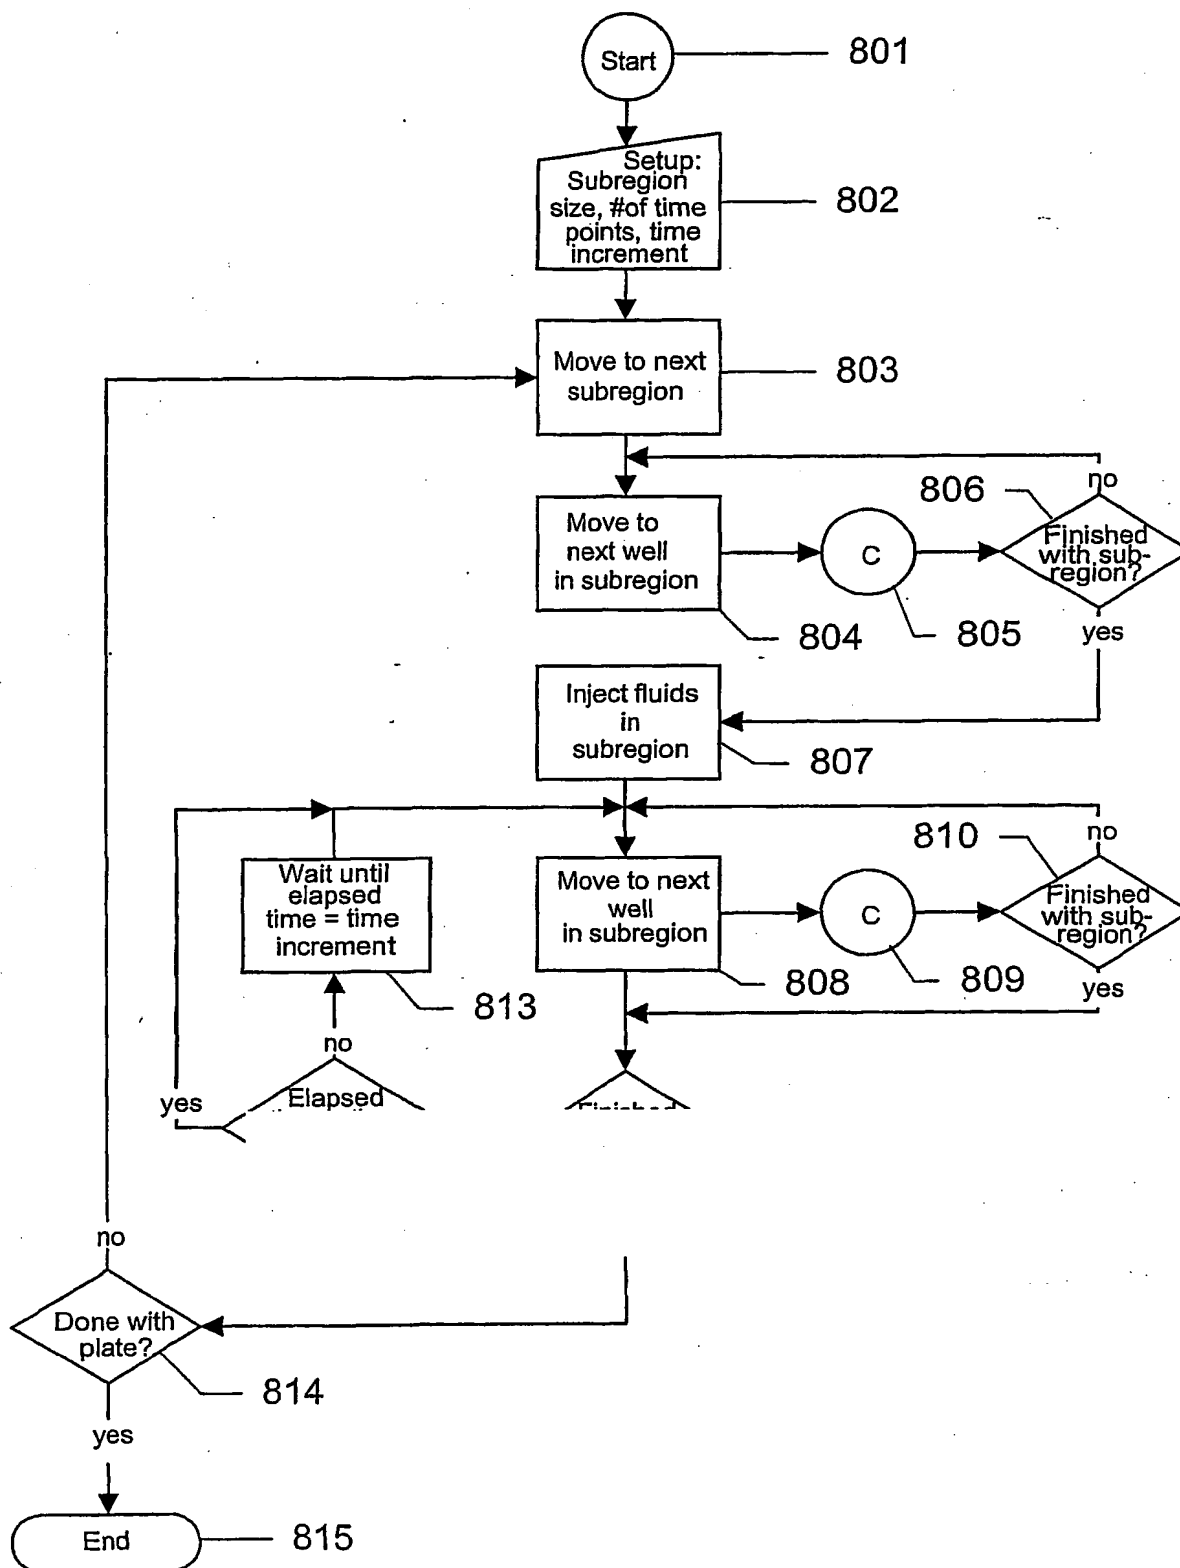 Start
801
Setup:
Subregion
size, #of time
points, time
increment
802
Move to next
subregion
803
no
806
Move to
next well
in subregion
C
Finished
with sub-
region?
804
805
yes
Inject fluids
in
subregion
807
810
no
Wait until
elapsed
time = time
increment
Move to next
well
in subregion
C
Finished
with sub-
region?
813
808
809
yes
no
yes
Elapsed
Finished
no
Done with
plate?
814
yes
End
815